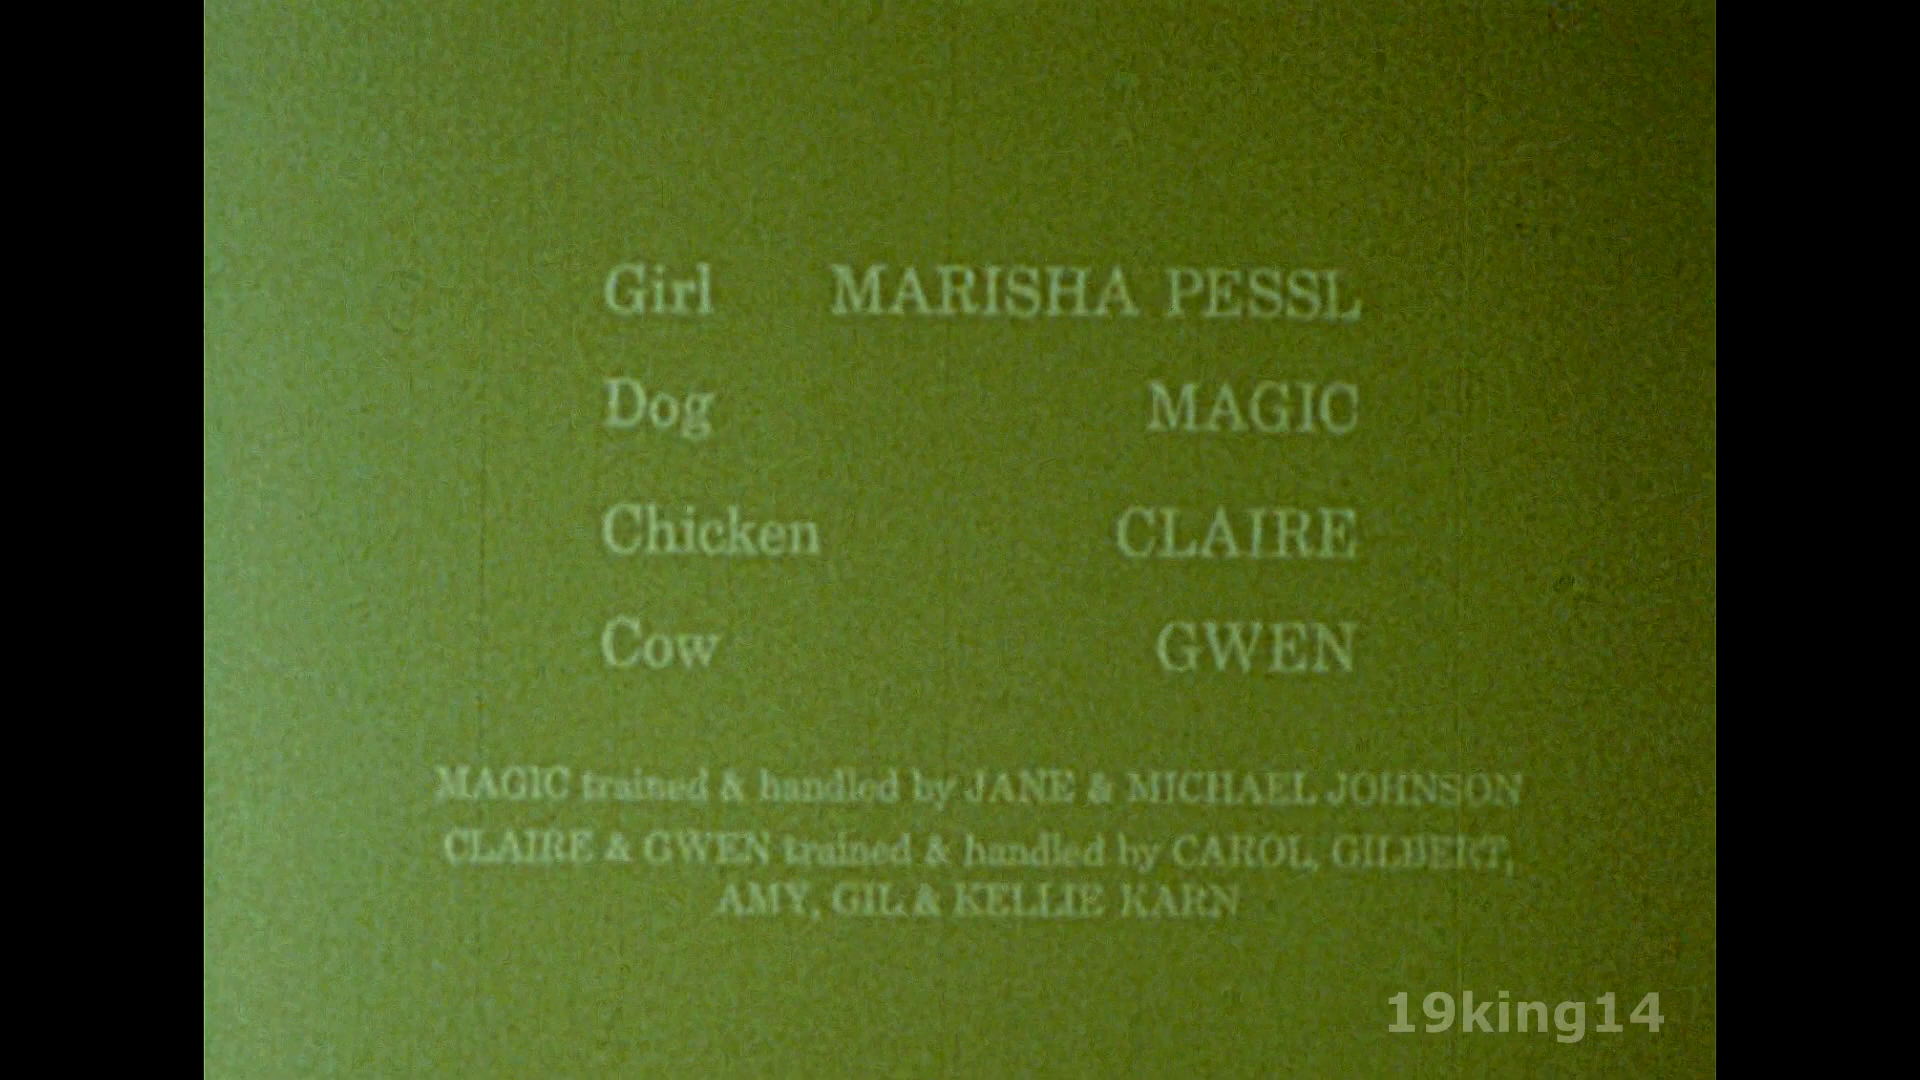 Girl MARISHA PESSL
Dog MAGIC
Chicken CLAIRE
Cow GWEN
MAGIC trained & handled by JANE & MICHAEL JOHNSON
CLAIRE & GWEN trained & handled by CAROL, GILBERT,
AMY, GIL & KELLIE KARN
19king14